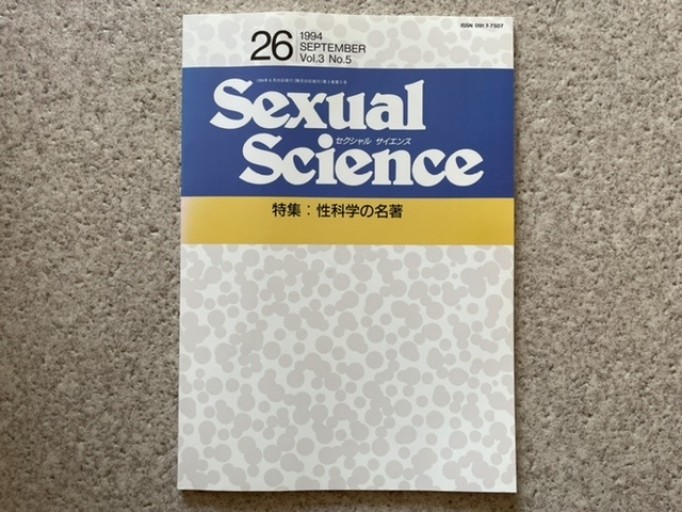 26
1994
SEPTEMBER
Vol.3 No.5
Sexual
セクシャル サイエンス
Science
特集：性科学の名著